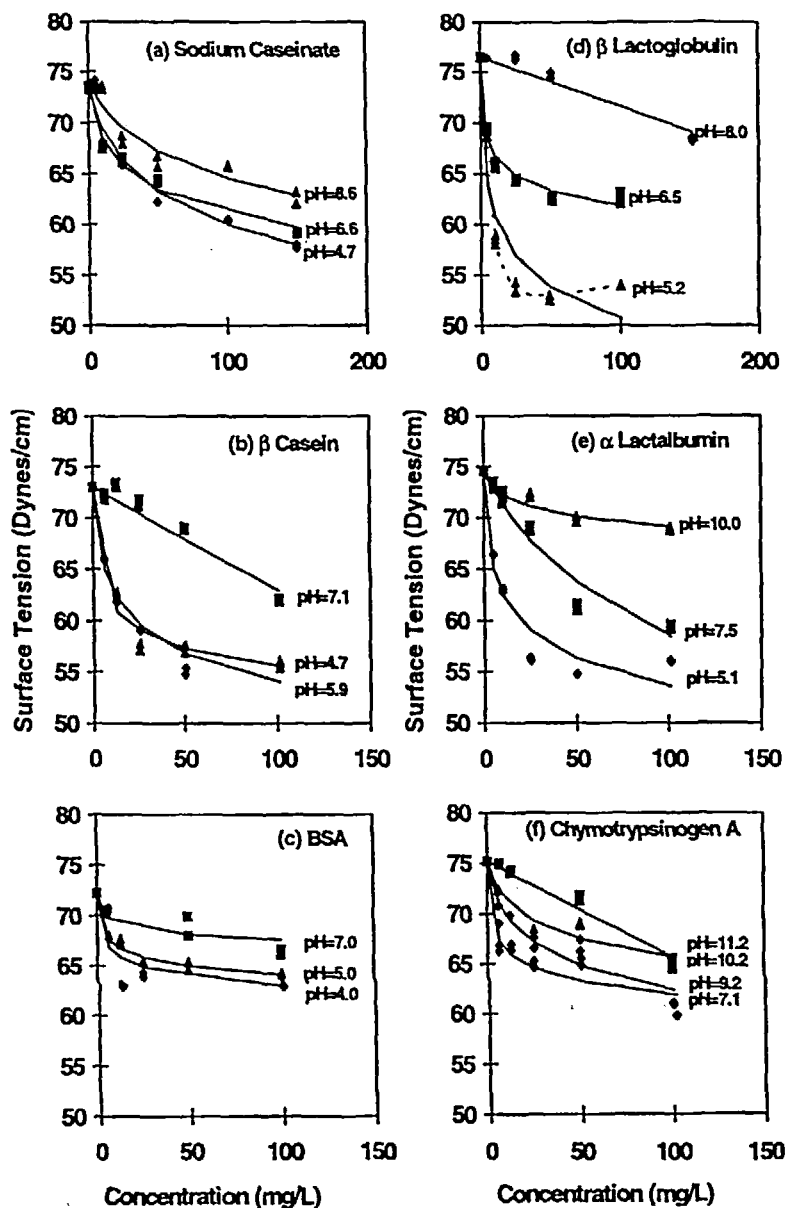 (a) Sodium Caseinate
80
75
70
65
60
55
50
0
100
200
pH=8.6
pH=6.6
pH=4.7
(d) β Lactoglobulin
80
75
70
65
60
55
50
0
50
100
150
200
pH=8.0
pH=6.5
pH=5.2
Surface Tension (Dynes/cm)
(b) β Casein
80
75
70
65
60
55
50
0
50
100
150
pH=7.1
pH=4.7
pH=5.9
Surface Tension (Dynes/cm)
(e) α Lactalbumin
80
75
70
65
60
55
50
0
50
100
150
pH=10.0
pH=7.5
pH=5.1
(c) BSA
80
75
70
65
60
55
50
0
50
100
150
pH=7.0
pH=5.0
pH=4.0
Concentration (mg/L)
(f) Chymotrypsinogen A
80
75
70
65
60
55
50
0
50
100
150
pH=11.2
pH=10.2
pH=9.2
pH=7.1
Concentration (mg/L)